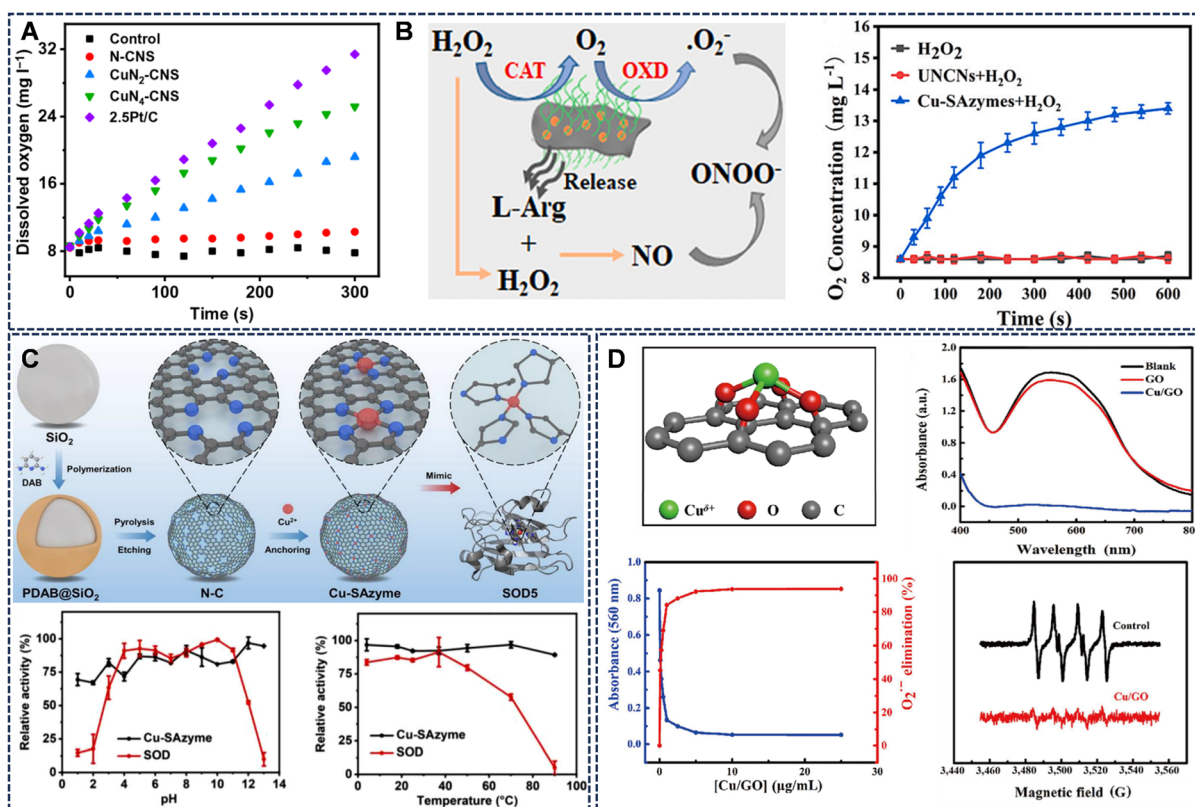 A
Dissolved oxygen (mg l⁻¹)
32
24
16
8
0
100
200
300
Time (s)
Control
N-CNS
CuN₂-CNS
CuN₄-CNS
2.5Pt/C
B
H₂O₂
O₂
·O₂⁻
CAT
OXD
Release
L-Arg
+
H₂O₂
NO
ONOO⁻
O₂ Concentration (mg L⁻¹)
16
15
14
13
12
11
10
9
8
0 100 200 300 400 500 600
Time (s)
H₂O₂
UNCNs+H₂O₂
Cu-SAzymes+H₂O₂
C
SiO₂
DAB
Polymerization
PDAB@SiO₂
Pyrolysis
Etching
N-C
Cu²⁺
Anchoring
Cu-SAzyme
Mimic
SOD5
Relative activity (%)
100
75
50
25
0
0 2 4 6 8 10 12 14
pH
Cu-SAzyme
SOD
Relative activity (%)
100
75
50
25
0
0 20 40 60 80 100
Temperature (°C)
Cu-SAzyme
SOD
D
Cuᵟ⁺
O
C
Absorbance (a.u.)
2.0
1.6
1.2
0.8
0.4
0.0
400 500 600 700 80
Wavelength (nm)
Blank
GO
Cu/GO
Absorbance (560 nm)
1.0
0.8
0.6
0.4
0.2
0.0
0 10 20 30
[Cu/GO] (μg/mL)
100
80
60
40
20
0
O₂˙⁻ elimination (%)
Control
Cu/GO
3,440 3,460 3,480 3,500 3,520 3,540 3,560
Magnetic field (G)